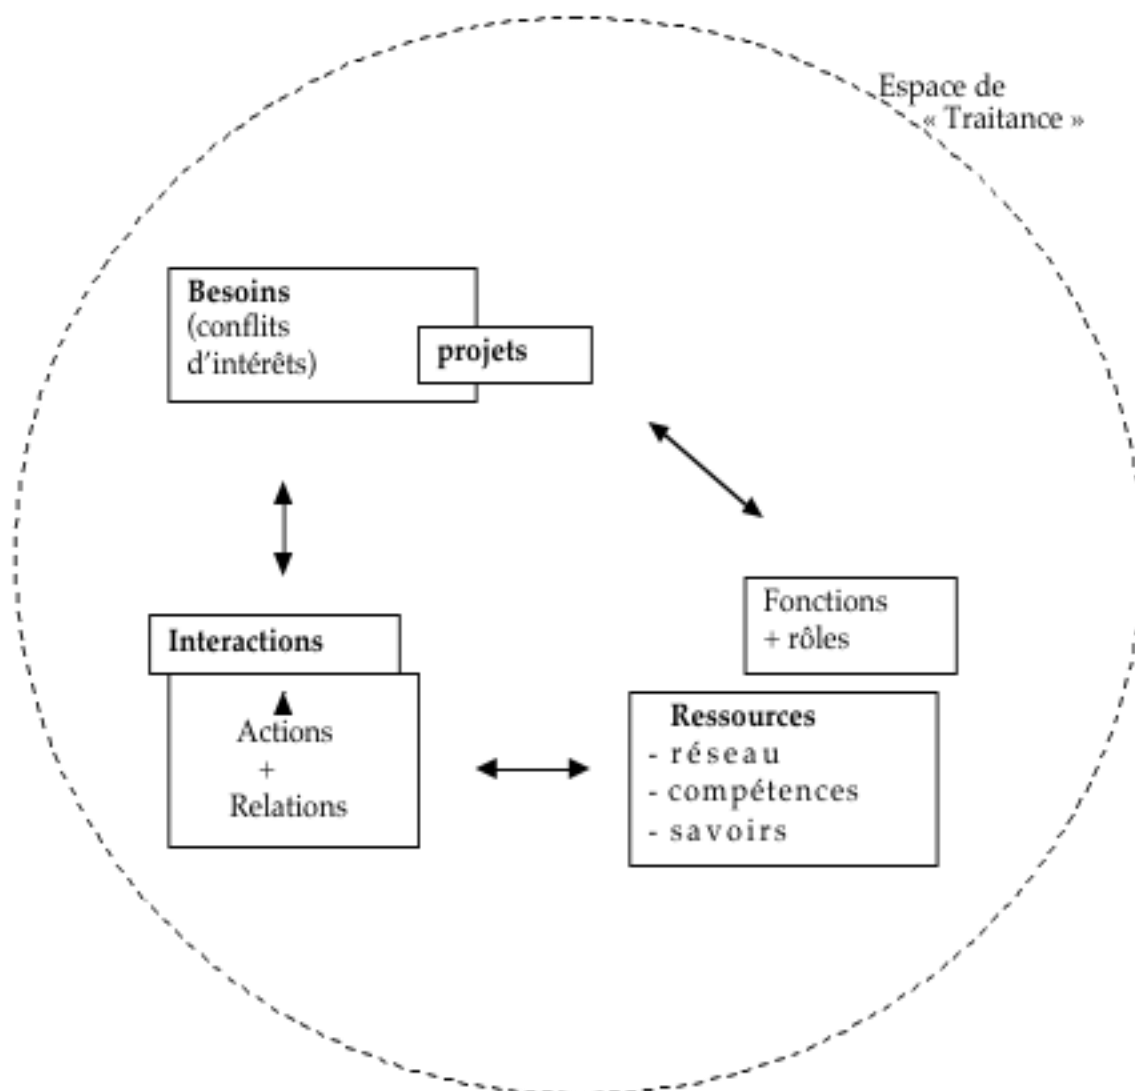 Espace de
« Traitance »
Besoins
(conflits
d'intérêts)
projets
Interactions
Actions
+
Relations
Fonctions
+ rôles
Ressources
- réseau
- compétences
- savoirs